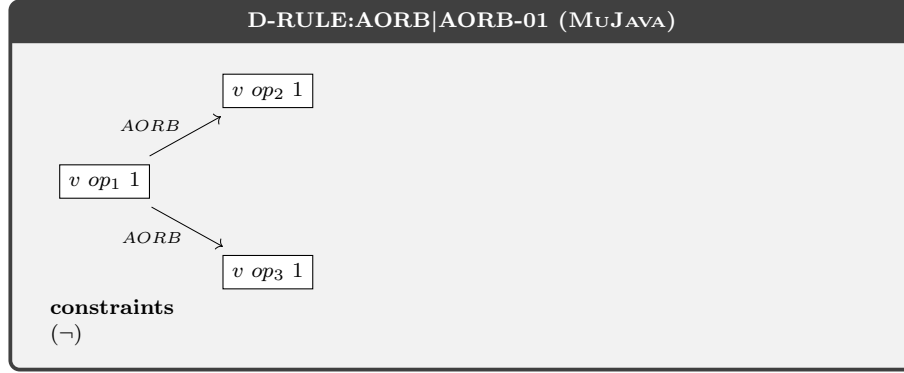 D-RULE:AORB|AORB-01 (MuJava)
v op₂ 1
AORB
v op₁ 1
AORB
v op₃ 1
constraints
(¬)